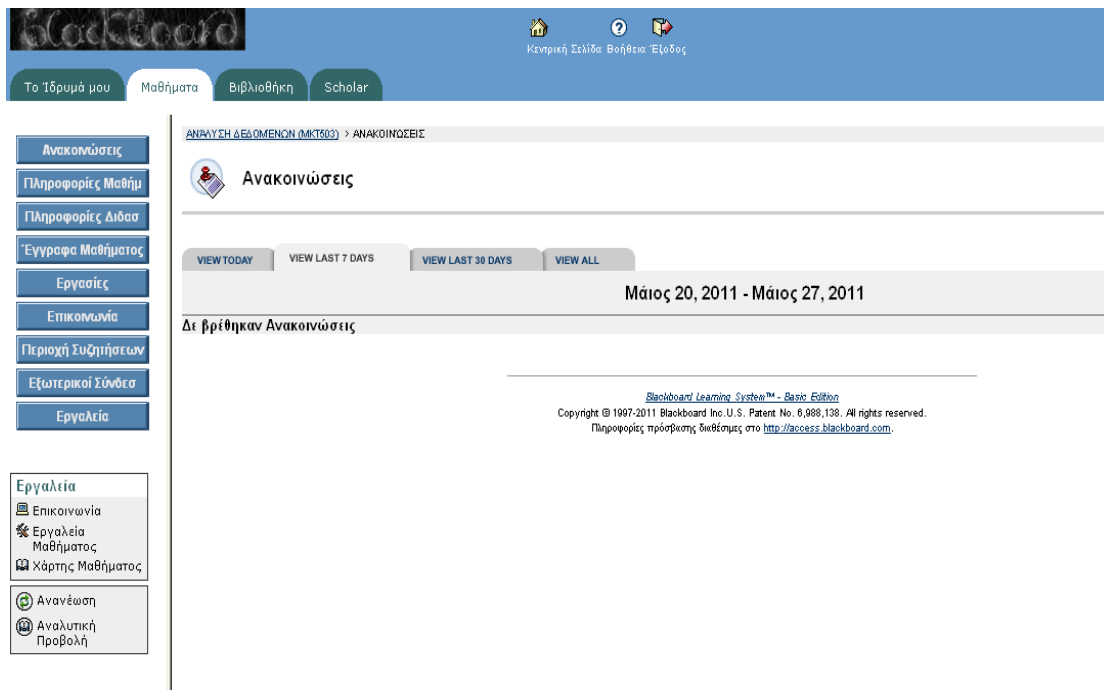 blackboard
Κεντρική Σελίδα Βοήθεια Έξοδος
Το Ίδρυμά μου Μαθήματα Βιβλιοθήκη Scholar
ΑΝΆΛΥΣΗ ΔΕΔΟΜΕΝΩΝ (MKT503) > ΑΝΑΚΟΙΝΏΣΕΙΣ
Ανακοινώσεις
VIEW TODAY VIEW LAST 7 DAYS VIEW LAST 30 DAYS VIEW ALL
Μάιος 20, 2011 - Μάιος 27, 2011
Δε βρέθηκαν Ανακοινώσεις
Blackboard Learning System™ - Basic Edition
Copyright © 1997-2011 Blackboard Inc.U.S. Patent No. 6,988,138. All rights reserved.
Πληροφορίες πρόσβασης διαθέσιμες στο http://access.blackboard.com.
Ανακοινώσεις
Πληροφορίες Μαθήμ
Πληροφορίες Διδασ
Έγγραφα Μαθήματος
Εργασίες
Επικοινωνία
Περιοχή Συζητήσεων
Εξωτερικοί Σύνδεσ
Εργαλεία
Εργαλεία
Επικοινωνία
Εργαλεία
Μαθήματος
Χάρτης Μαθήματος
Ανανέωση
Αναλυτική
Προβολή